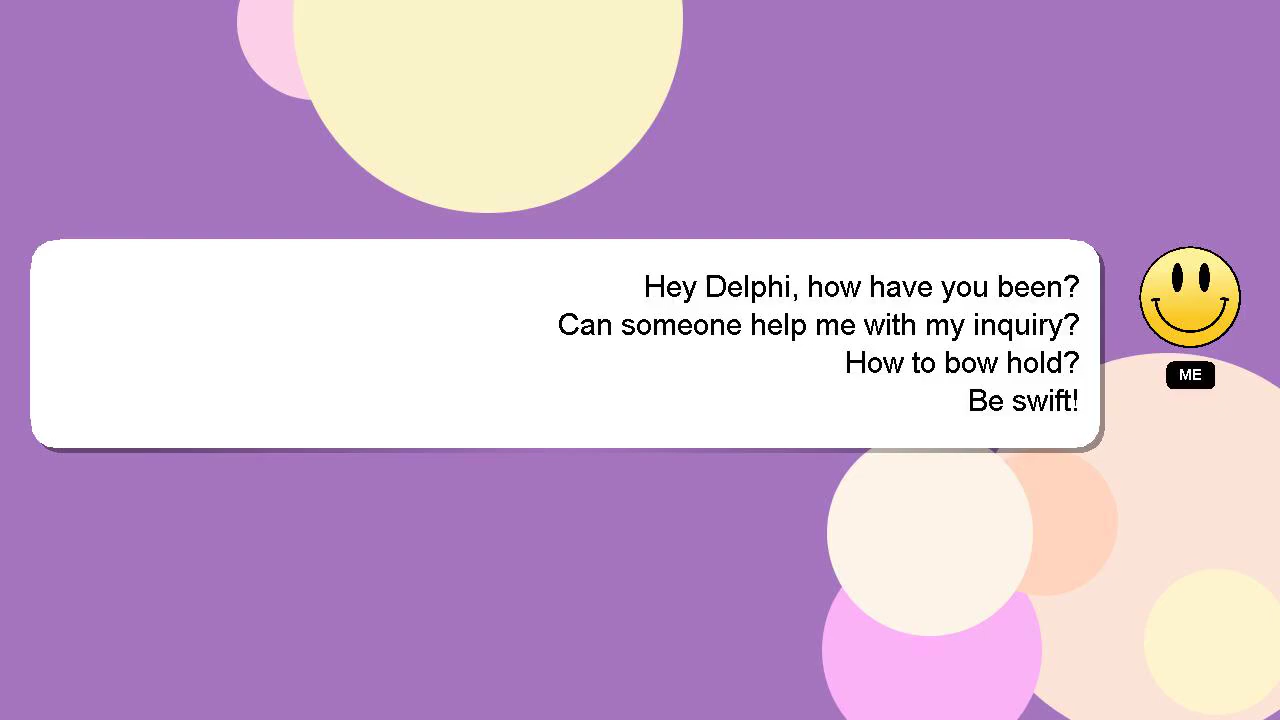 Hey Delphi, how have you been?
Can someone help me with my inquiry?
How to bow hold?
Be swift!
ME